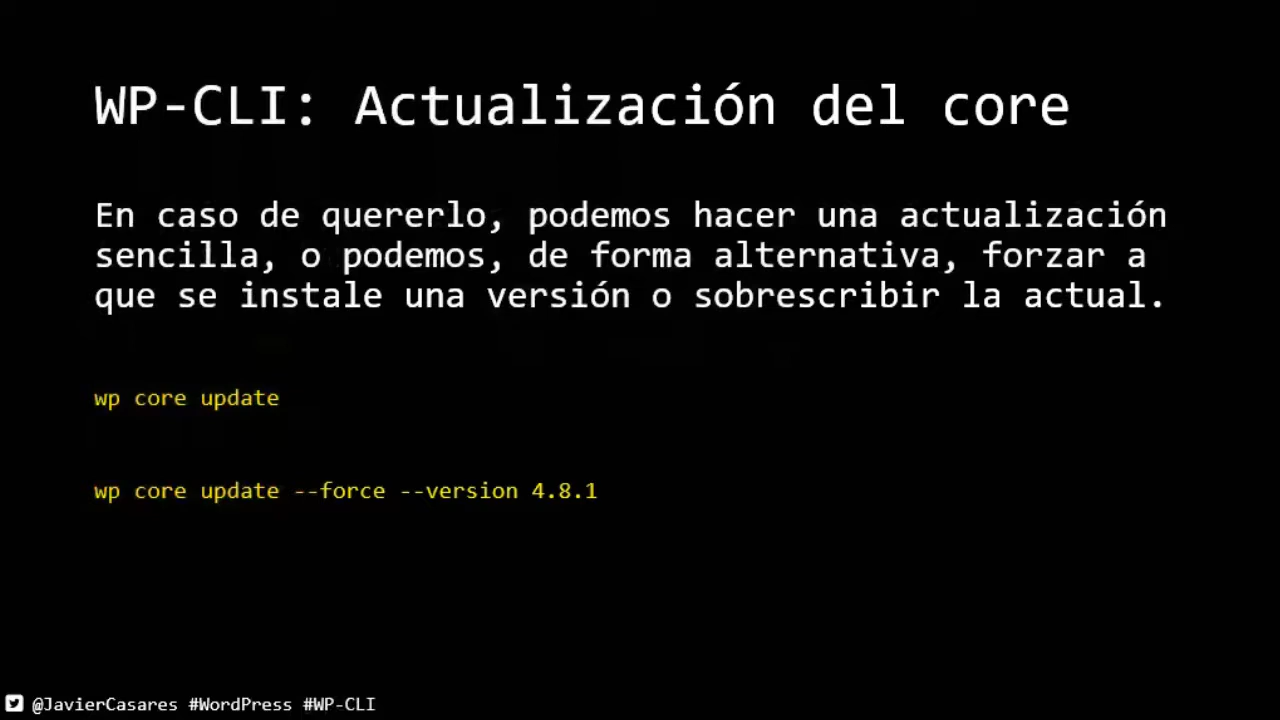 WP-CLI: Actualización del core
En caso de quererlo, podemos hacer una actualización
sencilla, o podemos, de forma alternativa, forzar a
que se instale una versión o sobrescribir la actual.
wp core update
wp core update --force --version 4.8.1
@JavierCasares #WordPress #WP-CLI